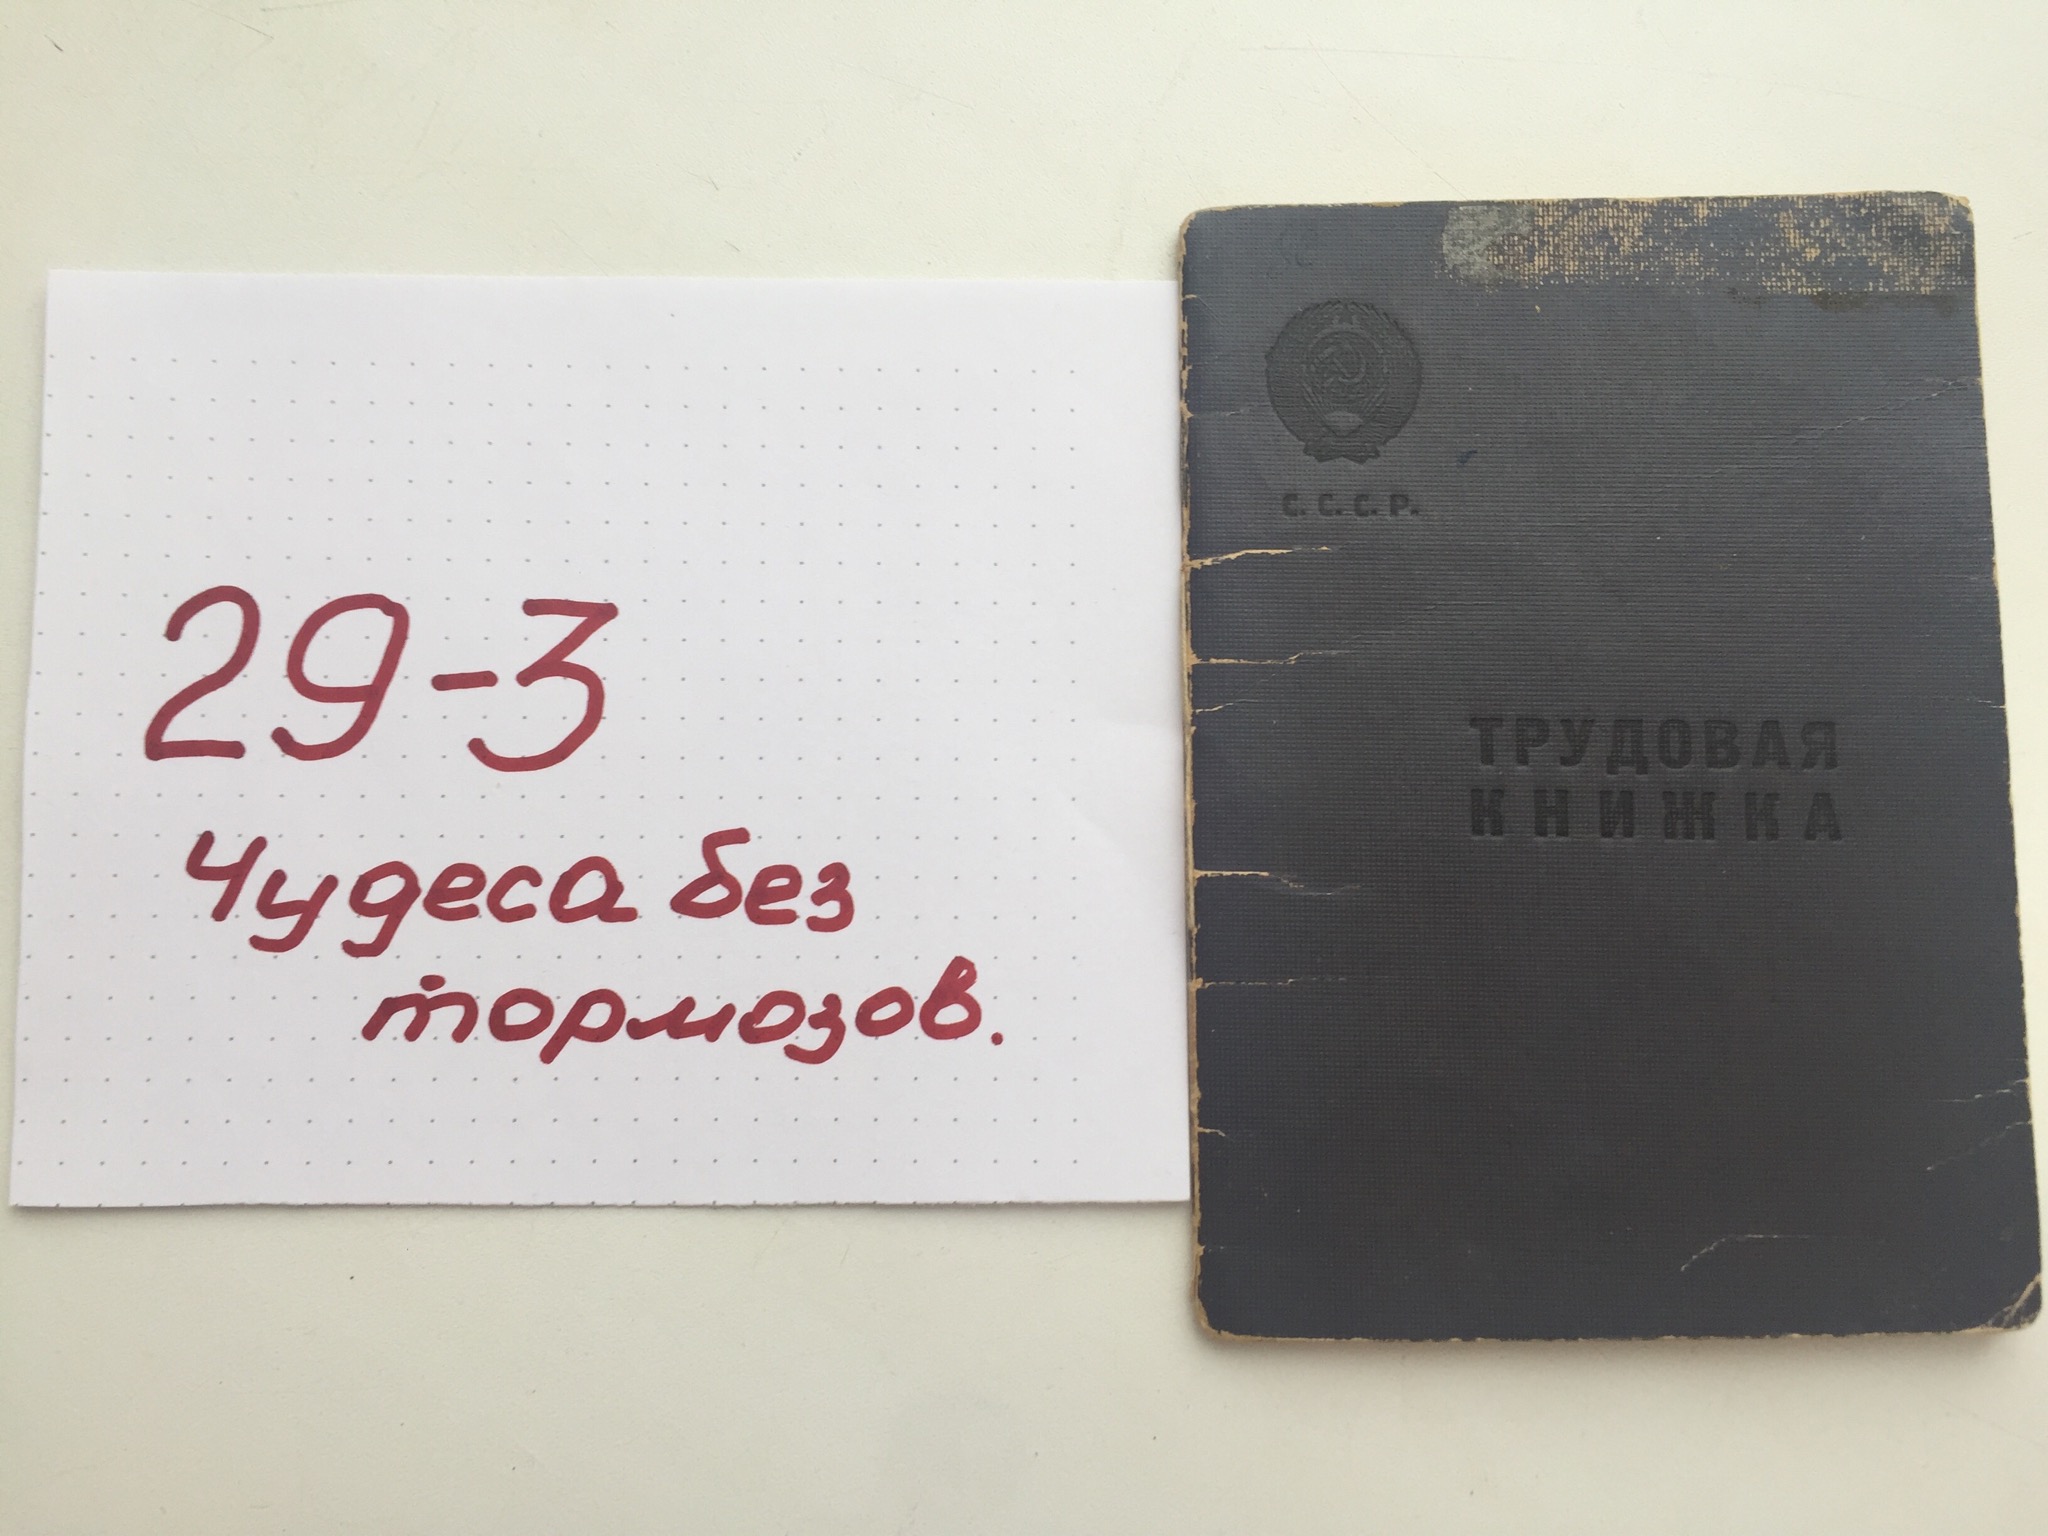 29-3
Чудеса без
тормозов.
С. С. С. Р.
ТРУДОВАЯ
КНИЖКА